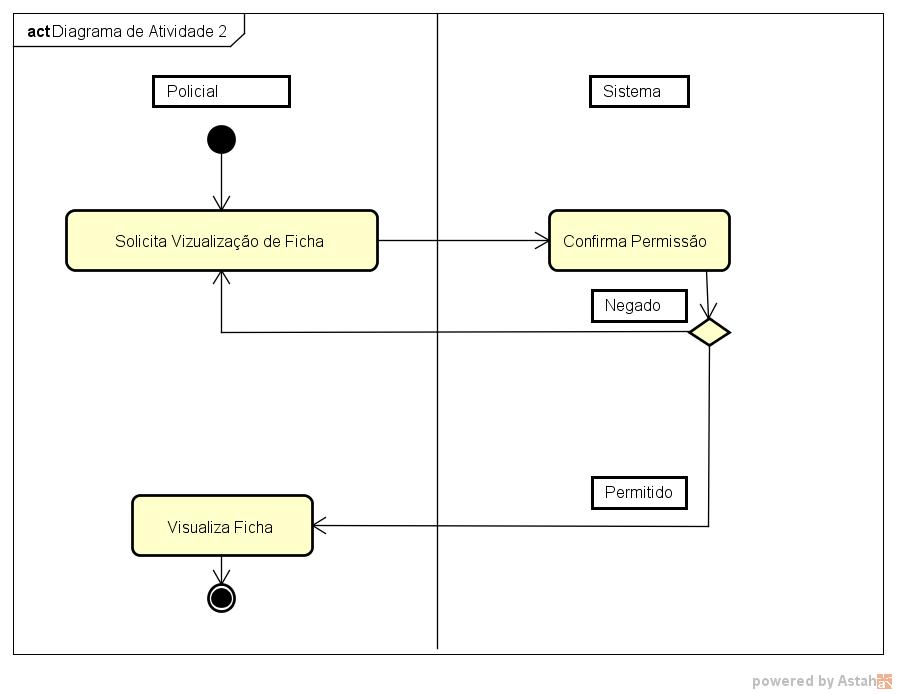 act Diagrama de Atividade 2
Policial
Sistema
Solicita Vizualização de Ficha
Confirma Permissão
Negado
Permitido
Visualiza Ficha
powered by Astah